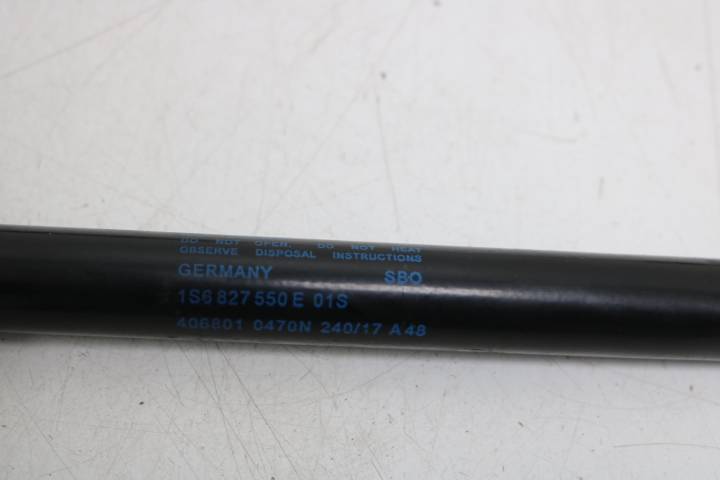 DO NOT OPEN. DO NOT HEAT
OBSERVE DISPOSAL INSTRUCTIONS
GERMANY SBO
1S6 827 550 E 01S
406801 0470N 240/17 A48